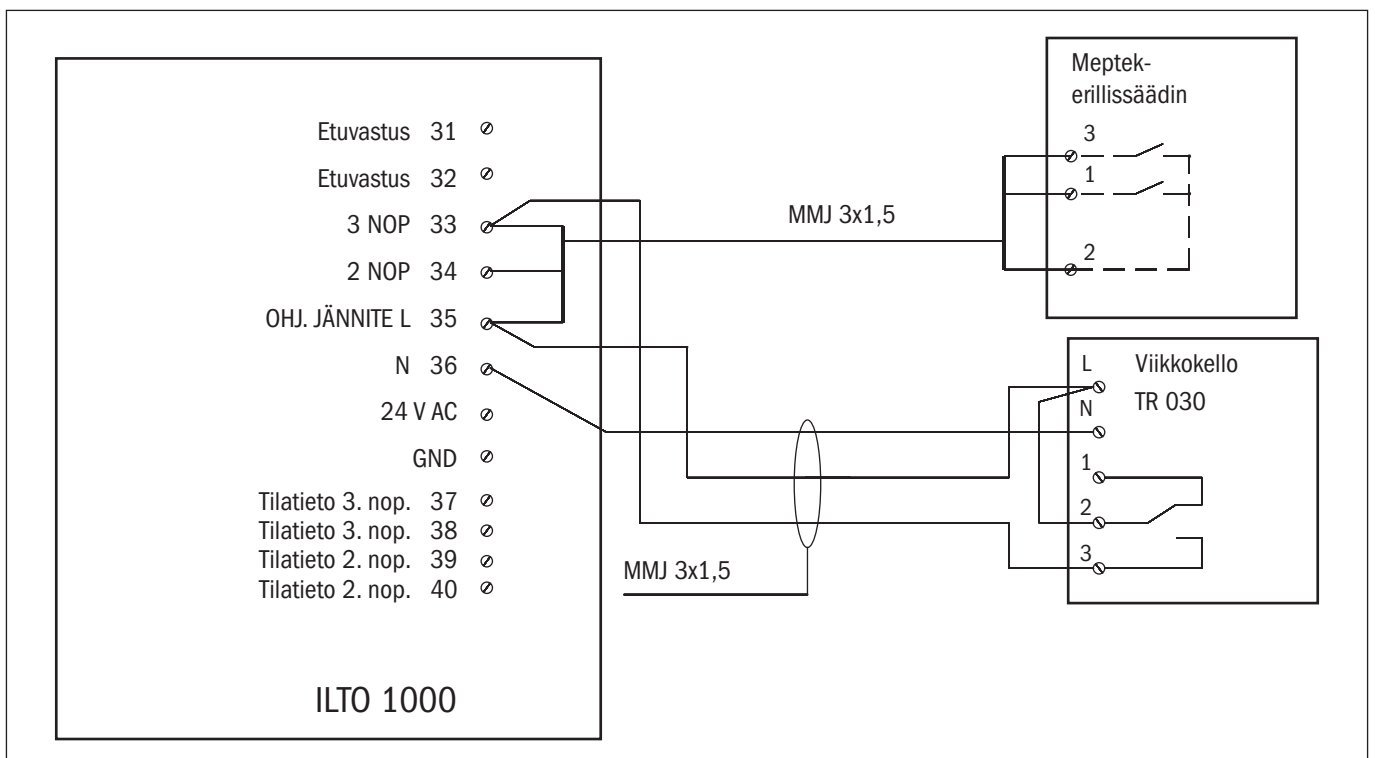 Etuvastus 31
Etuvastus 32
3 NOP 33
2 NOP 34
OHJ. JÄNNITE L 35
N 36
24 V AC
GND
Tilatieto 3. nop. 37
Tilatieto 3. nop. 38
Tilatieto 2. nop. 39
Tilatieto 2. nop. 40
ILTO 1000
MMJ 3x1,5
MMJ 3x1,5
Meptek-
erillissäädin
3
1
2
L Viikkokello
N TR 030
1
2
3